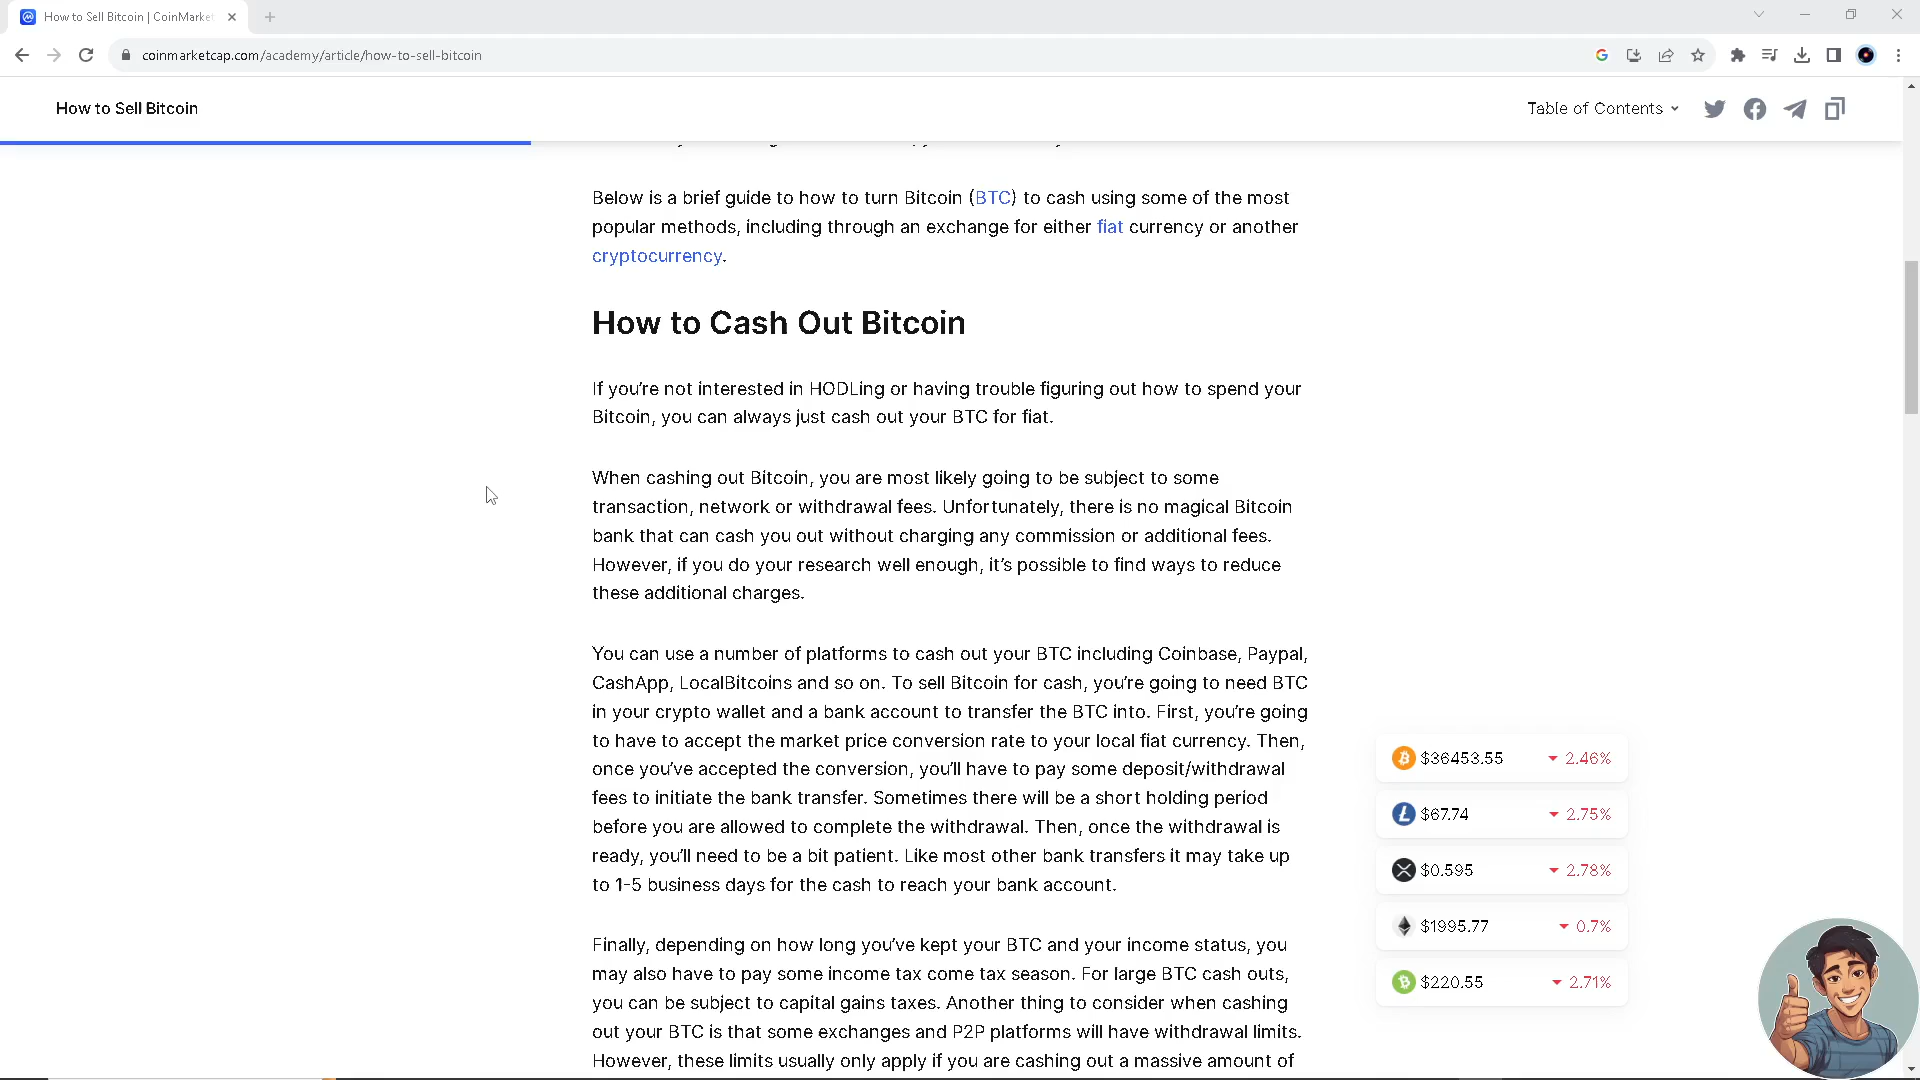 How to Sell Bitcoin | CoinMarket
coinmarketcap.com/academy/article/how-to-sell-bitcoin
How to Sell Bitcoin
Table of Contents
Below is a brief guide to how to turn Bitcoin (BTC) to cash using some of the most
popular methods, including through an exchange for either fiat currency or another
cryptocurrency.
How to Cash Out Bitcoin
If you’re not interested in HODLing or having trouble figuring out how to spend your
Bitcoin, you can always just cash out your BTC for fiat.
When cashing out Bitcoin, you are most likely going to be subject to some
transaction, network or withdrawal fees. Unfortunately, there is no magical Bitcoin
bank that can cash you out without charging any commission or additional fees.
However, if you do your research well enough, it’s possible to find ways to reduce
these additional charges.
You can use a number of platforms to cash out your BTC including Coinbase, Paypal,
CashApp, LocalBitcoins and so on. To sell Bitcoin for cash, you’re going to need BTC
in your crypto wallet and a bank account to transfer the BTC into. First, you’re going
to have to accept the market price conversion rate to your local fiat currency. Then,
once you’ve accepted the conversion, you’ll have to pay some deposit/withdrawal
fees to initiate the bank transfer. Sometimes there will be a short holding period
before you are allowed to complete the withdrawal. Then, once the withdrawal is
ready, you’ll need to be a bit patient. Like most other bank transfers it may take up
to 1-5 business days for the cash to reach your bank account.
Finally, depending on how long you’ve kept your BTC and your income status, you
may also have to pay some income tax come tax season. For large BTC cash outs,
you can be subject to capital gains taxes. Another thing to consider when cashing
out your BTC is that some exchanges and P2P platforms will have withdrawal limits.
However, these limits usually only apply if you are cashing out a massive amount of
$36453.55 2.46%
$67.74 2.75%
$0.595 2.78%
$1995.77 0.7%
$220.55 2.71%